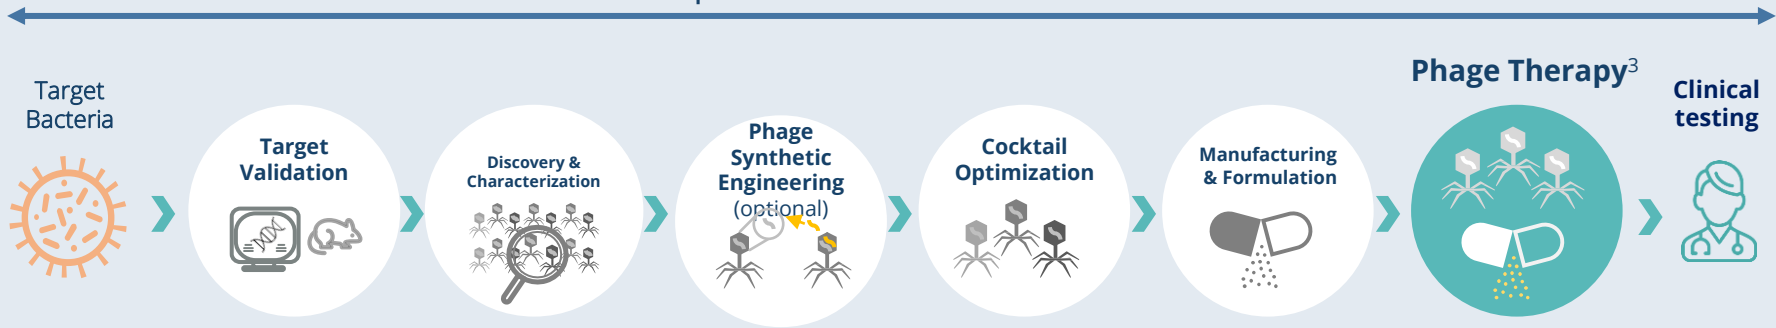 Phage Therapy3
Target
Bacteria
Clinical
testing
Target
Validation
Discovery &
Characterization
Phage
Synthetic
Engineering
(optional)
Cocktail
Optimization
Manufacturing
& Formulation